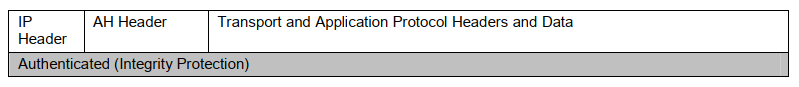 IP
Header
AH Header
Transport and Application Protocol Headers and Data
Authenticated (Integrity Protection)